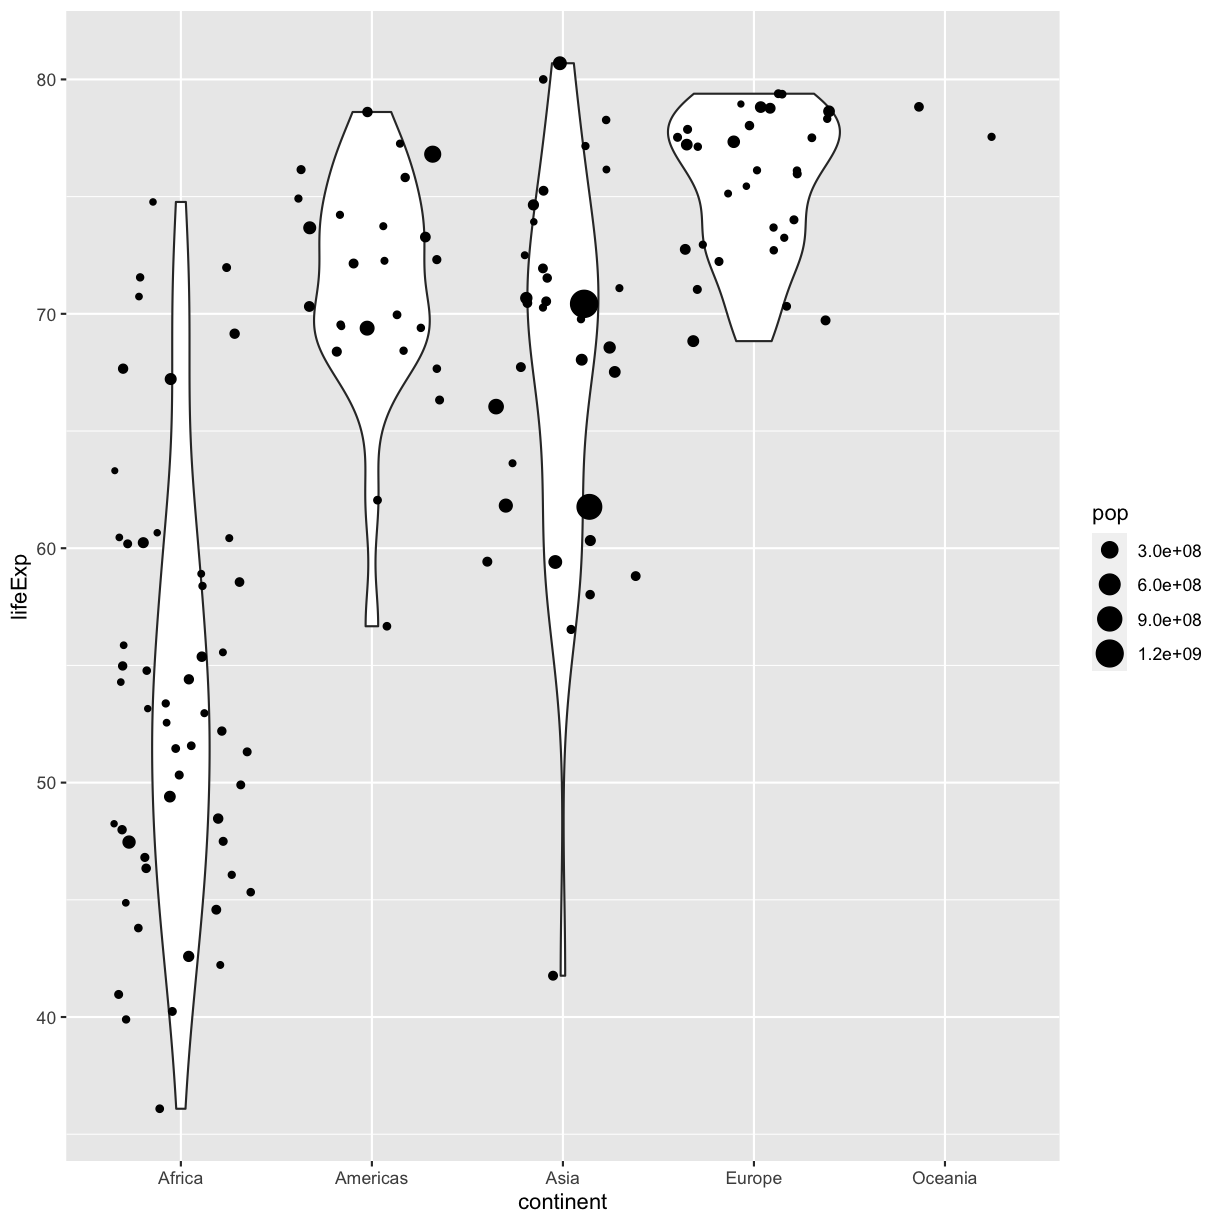 80
70
60
50
40
lifeExp
Africa
Americas
Asia
Europe
Oceania
continent
pop
3.0e+08
6.0e+08
9.0e+08
1.2e+09